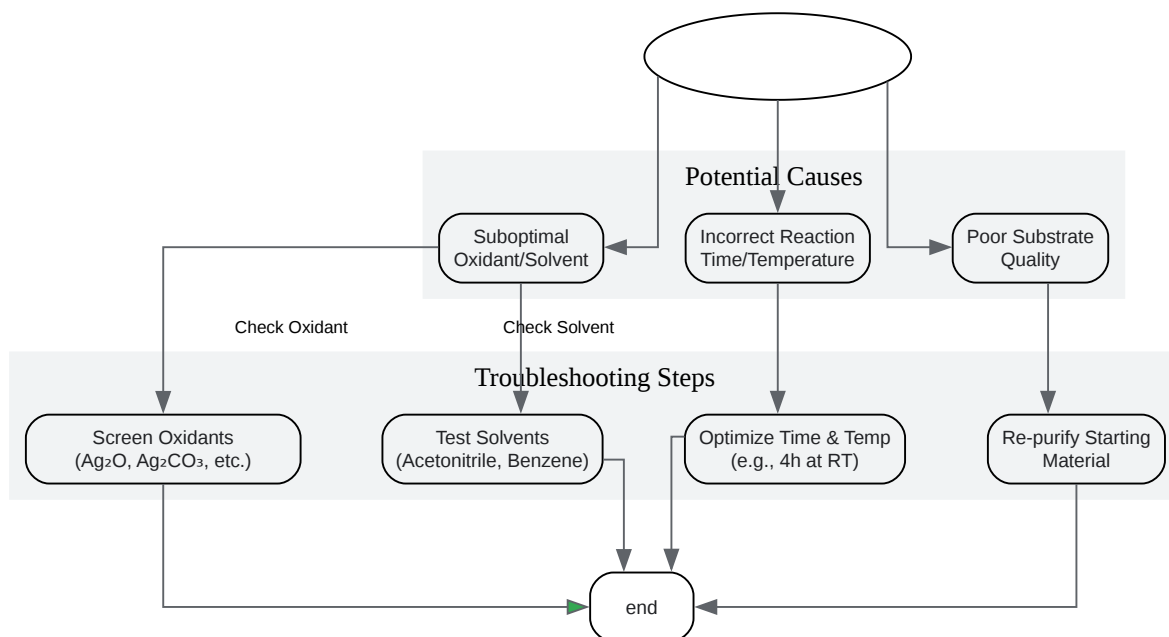 Potential Causes
Suboptimal
Oxidant/Solvent
Incorrect Reaction
Time/Temperature
Poor Substrate
Quality
Check Oxidant
Check Solvent
Troubleshooting Steps
Screen Oxidants
(Ag₂O, Ag₂CO₃, etc.)
Test Solvents
(Acetonitrile, Benzene)
Optimize Time & Temp
(e.g., 4h at RT)
Re-purify Starting
Material
end